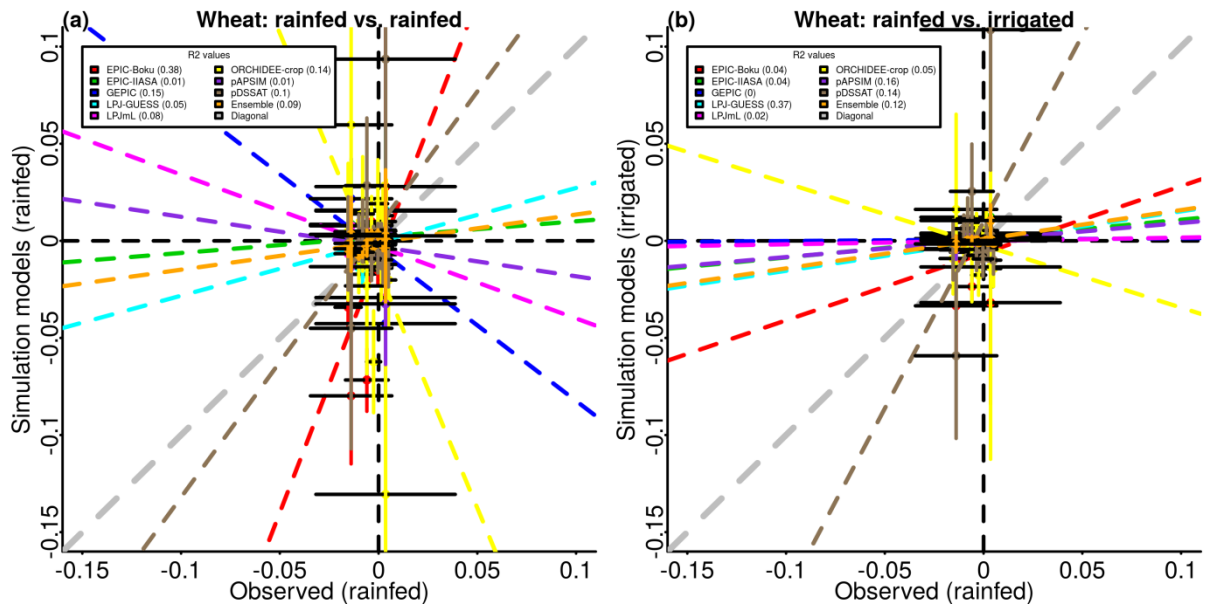 (a) Wheat: rainfed vs. rainfed
R2 values
EPIC-Boku (0.38) ORCHIDEE-crop (0.14)
EPIC-IIASA (0.01) pAPSIM (0.01)
GEPIC (0.15) pDSSAT (0.1)
LPJ-GUESS (0.05) Ensemble (0.09)
LPJmL (0.08) Diagonal
Simulation models (rainfed)
0.1
0.05
0
-0.05
-0.1
-0.15
-0.15 -0.1 -0.05 0 0.05 0.1
Observed (rainfed)
(b) Wheat: rainfed vs. irrigated
R2 values
EPIC-Boku (0.04) ORCHIDEE-crop (0.05)
EPIC-IIASA (0.04) pAPSIM (0.16)
GEPIC (0) pDSSAT (0.14)
LPJ-GUESS (0.37) Ensemble (0.12)
LPJmL (0.02) Diagonal
Simulation models (irrigated)
0.1
0.05
0
-0.05
-0.1
-0.15
-0.15 -0.1 -0.05 0 0.05 0.1
Observed (rainfed)